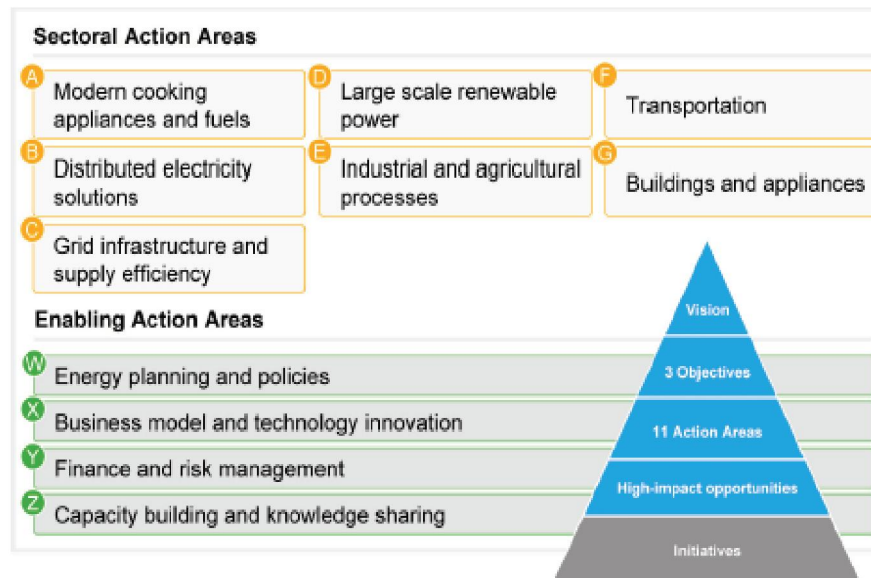 Sectoral Action Areas
A
Modern cooking
appliances and fuels
D
Large scale renewable
power
F
Transportation
B
Distributed electricity
solutions
E
Industrial and agricultural
processes
G
Buildings and appliances
C
Grid infrastructure and
supply efficiency
Enabling Action Areas
W
Energy planning and policies
X
Business model and technology innovation
Y
Finance and risk management
Z
Capacity building and knowledge sharing
Vision
3 Objectives
11 Action Areas
High-impact opportunities
Initiatives